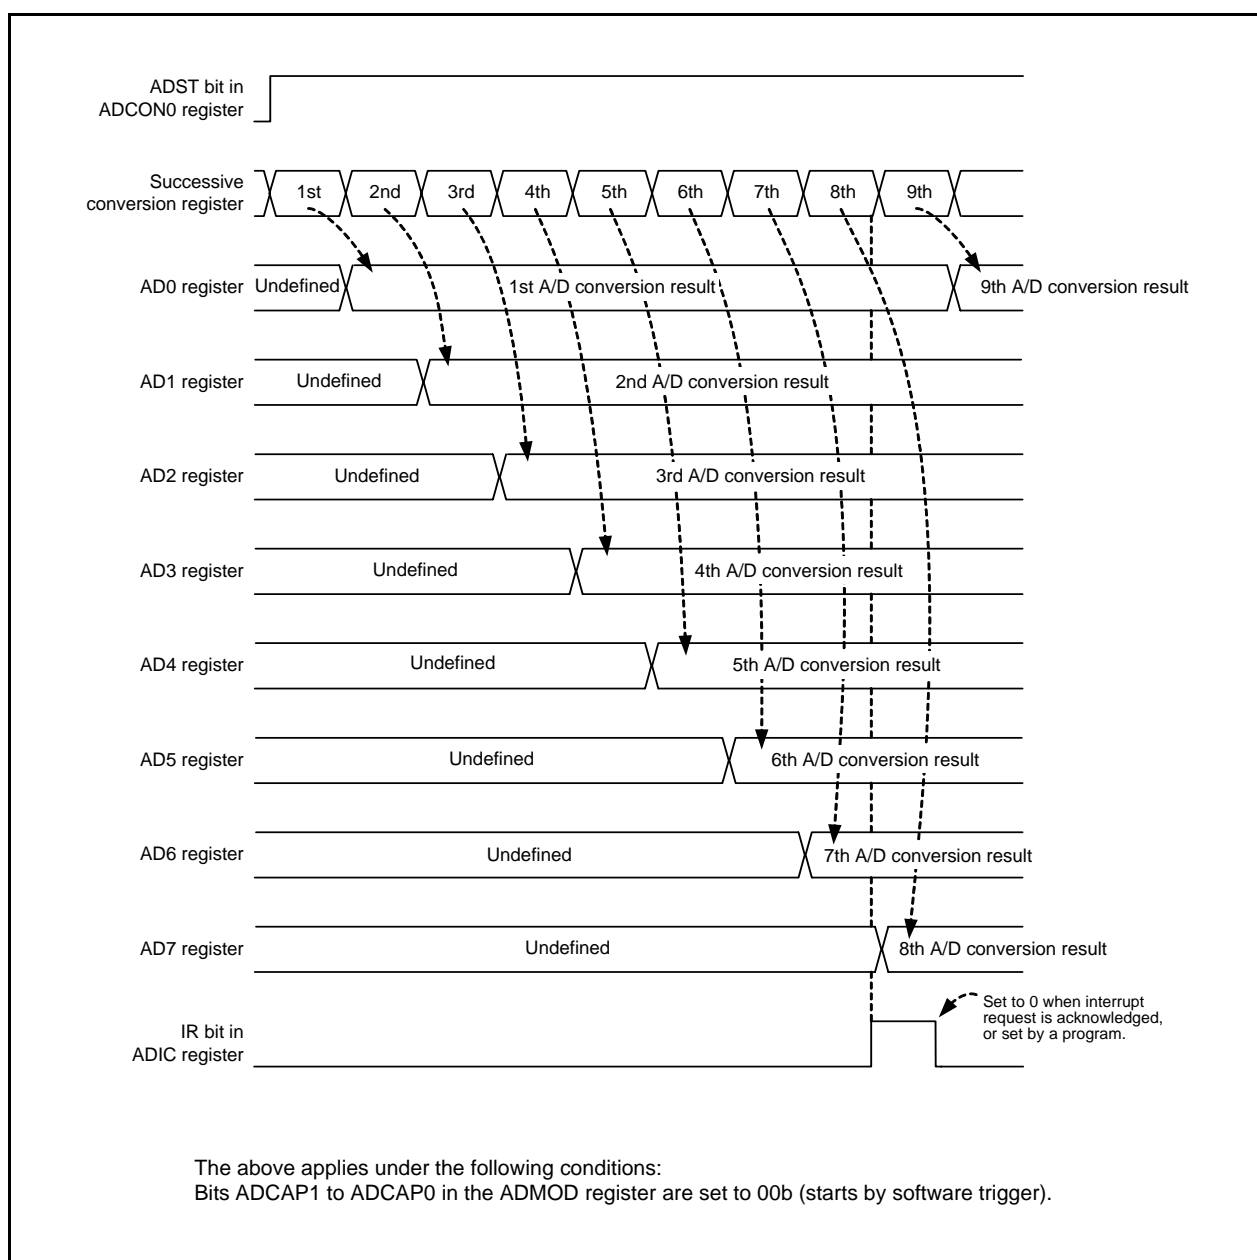 ADST bit in
ADCON0 register
Successive
conversion register
1st 2nd 3rd 4th 5th 6th 7th 8th 9th
AD0 register
Undefined
1st A/D conversion result
9th A/D conversion result
AD1 register
Undefined
2nd A/D conversion result
AD2 register
Undefined
3rd A/D conversion result
AD3 register
Undefined
4th A/D conversion result
AD4 register
Undefined
5th A/D conversion result
AD5 register
Undefined
6th A/D conversion result
AD6 register
Undefined
7th A/D conversion result
AD7 register
Undefined
8th A/D conversion result
IR bit in
ADIC register
Set to 0 when interrupt
request is acknowledged,
or set by a program.
The above applies under the following conditions:
Bits ADCAP1 to ADCAP0 in the ADMOD register are set to 00b (starts by software trigger).